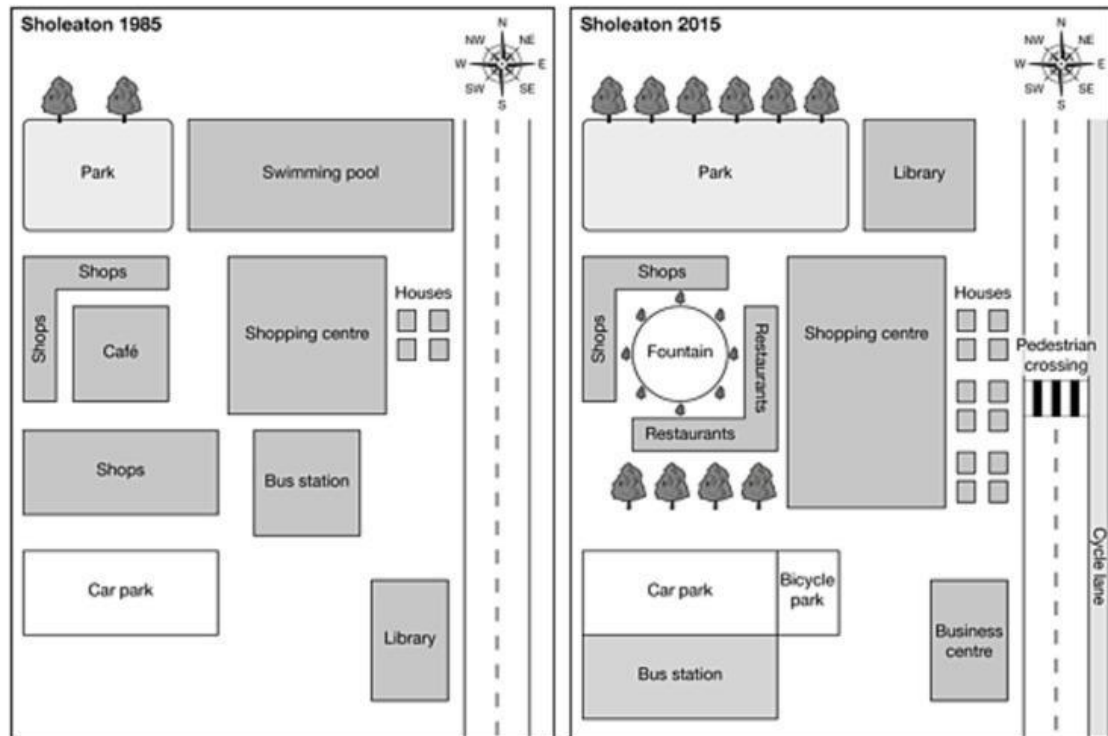 Sholeaton 1985
N
NW
NE
W
E
SW
SE
S
Park
Swimming pool
Shops
Shops
Café
Shopping centre
Houses
Shops
Bus station
Car park
Library
Sholeaton 2015
N
NW
NE
W
E
SW
SE
S
Park
Library
Shops
Shops
Fountain
Restaurants
Restaurants
Shopping centre
Houses
Pedestrian
crossing
Car park
Bicycle
park
Bus station
Business
centre
Cycle lane